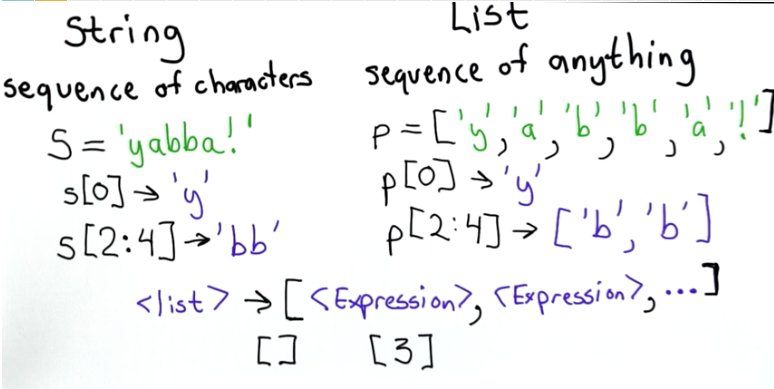 String
sequence of characters
S = 'yabba!'
s[0] → 'y'
s[2:4] → 'bb'
List
sequence of anything
p = ['y', 'a', 'b', 'b', 'a', '!']
p[0] → 'y'
p[2:4] → ['b', 'b']
<list> → [<Expression>, <Expression>, ...]
[] [3]